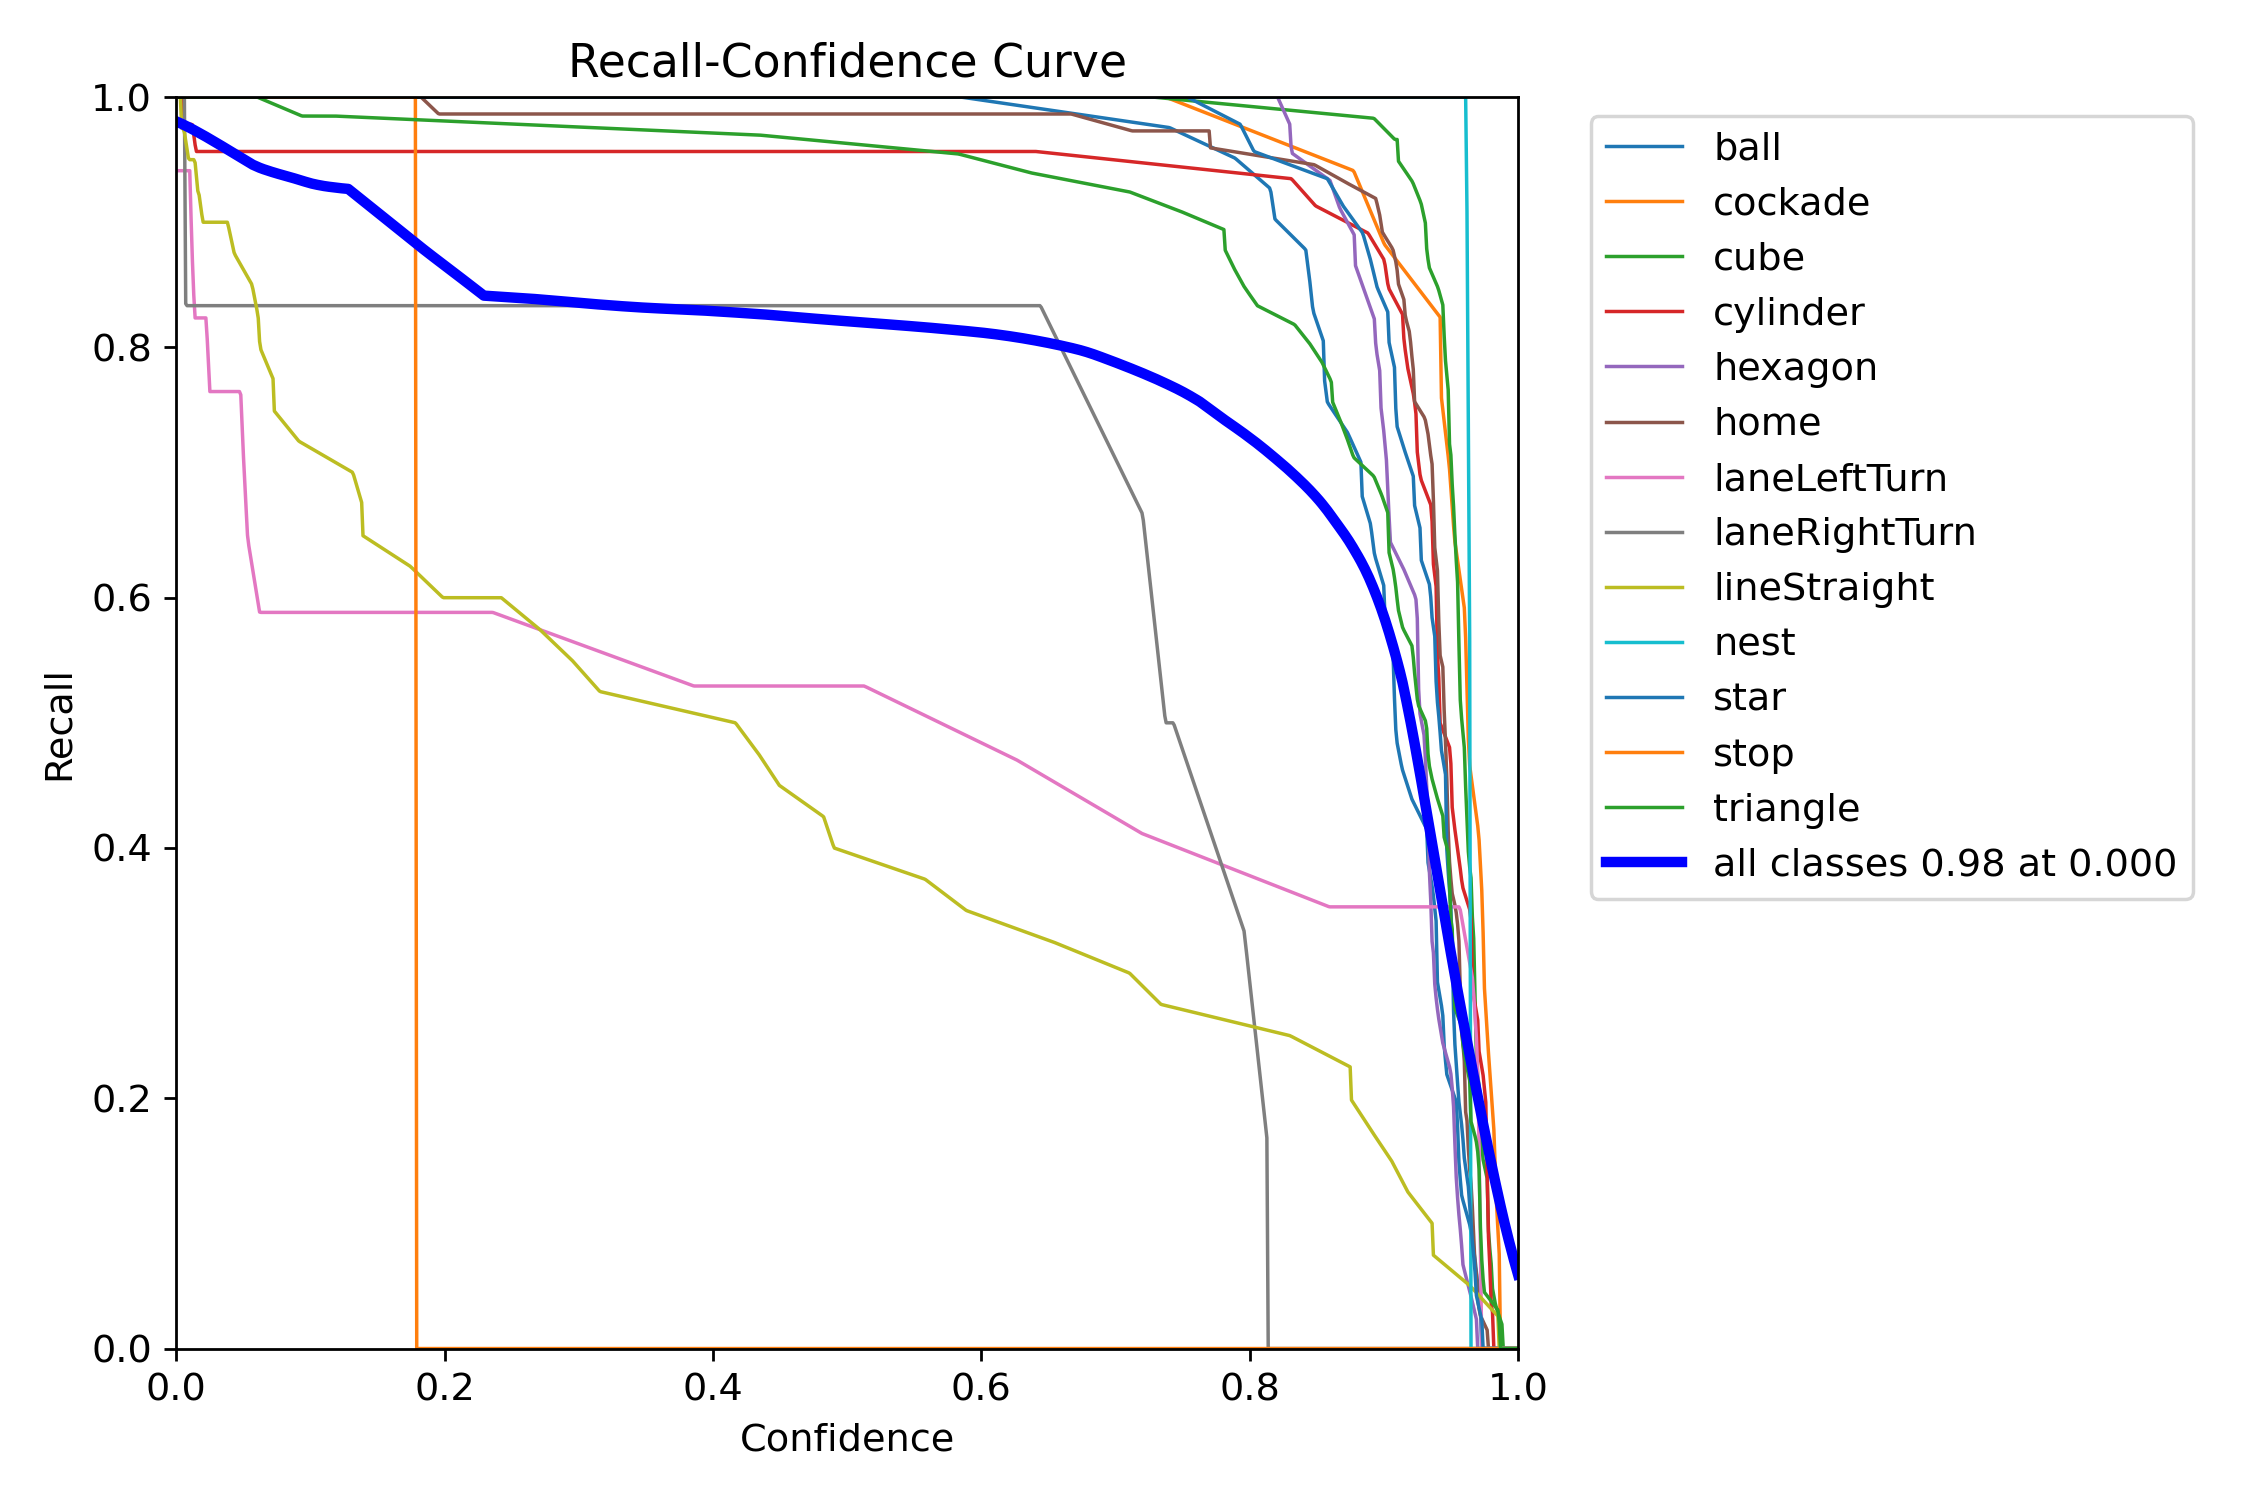 Recall-Confidence Curve
1.0
0.8
0.6
0.4
0.2
0.0
Recall
0.0 0.2 0.4 0.6 0.8 1.0
Confidence
ball
cockade
cube
cylinder
hexagon
home
laneLeftTurn
laneRightTurn
lineStraight
nest
star
stop
triangle
all classes 0.98 at 0.000